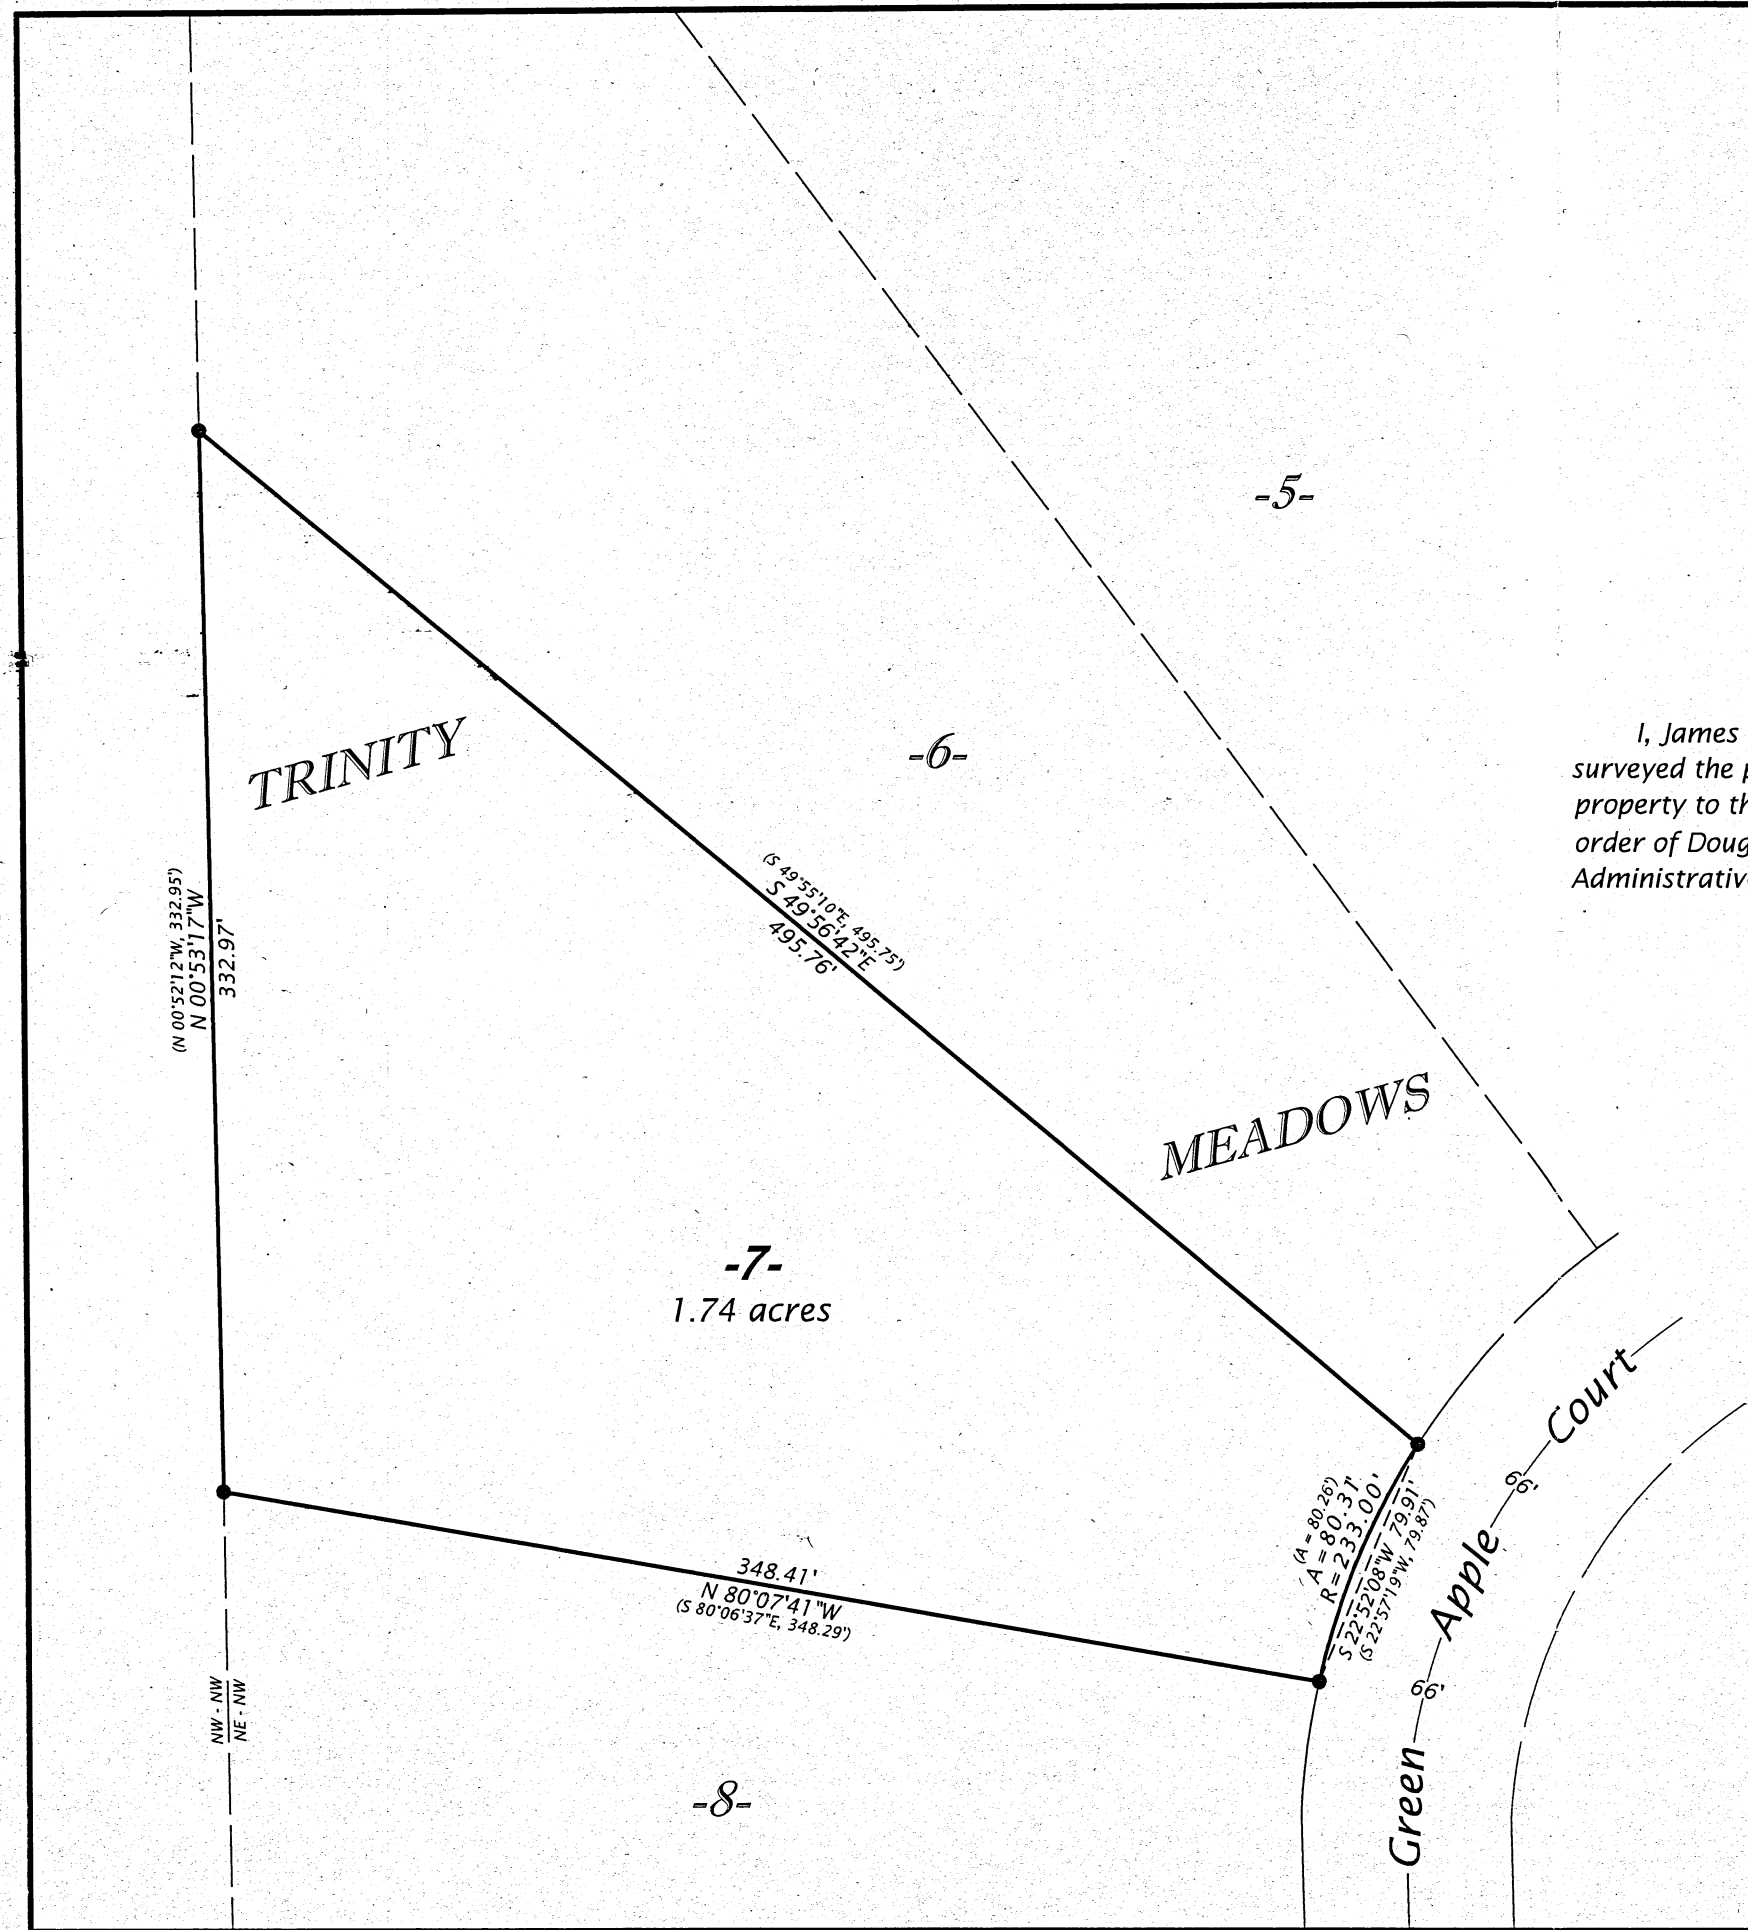 -5-
I, James
surveyed the
property to th
order of Doug
Administrativ
TRINITY
-6-
(N 00°52'12"W, 332.95')
N 00°53'17"W
332.97'
(S 49°55'10"E, 495.75')
S 49°56'42"E
495.76'
MEADOWS
-7-
1.74 acres
Court
66'
(A = 80.26')
A = 80.31'
R = 233.00'
S 22°52'08"W 79.91'
(S 22°57'19"W, 79.87')
Apple
348.41'
N 80°07'41"W
(S 80°06'37"E, 348.29')
66'
NW - NW
NE - NW
-8-
Green